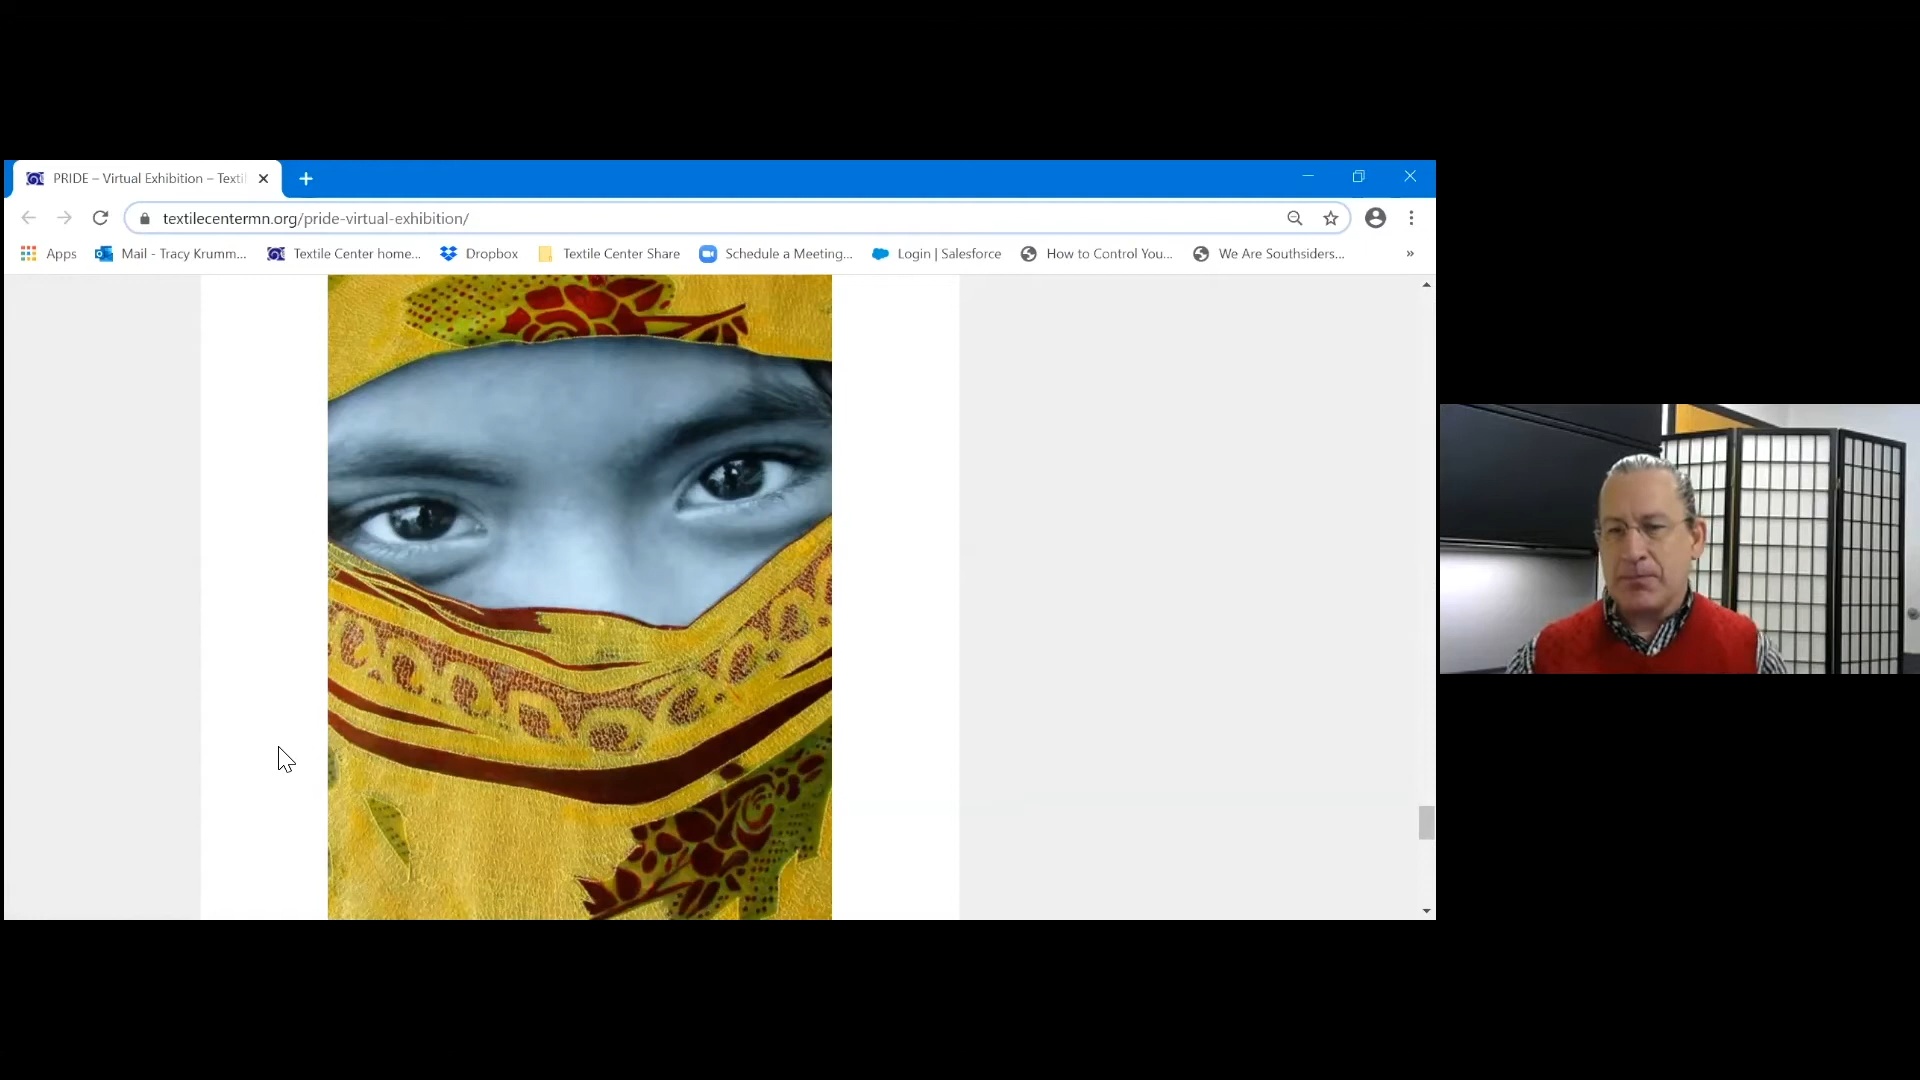 PRIDE – Virtual Exhibition – Texti
textilecentermn.org/pride-virtual-exhibition/
Apps Mail - Tracy Krumm... Textile Center home... Dropbox Textile Center Share Schedule a Meeting... Login | Salesforce How to Control You... We Are Southsiders... »